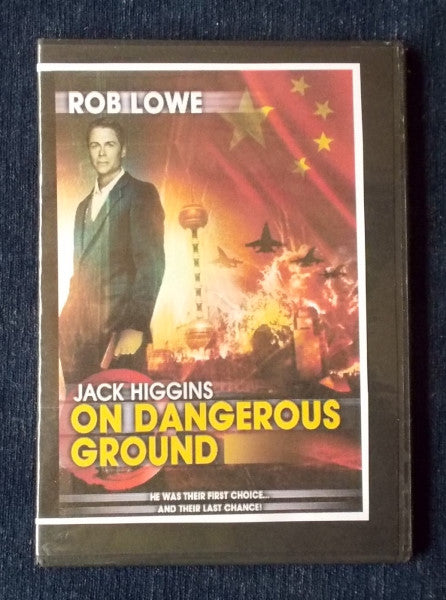 ROB LOWE
JACK HIGGINS
ON DANGEROUS
GROUND
HE WAS THEIR FIRST CHOICE...
AND THEIR LAST CHANCE!